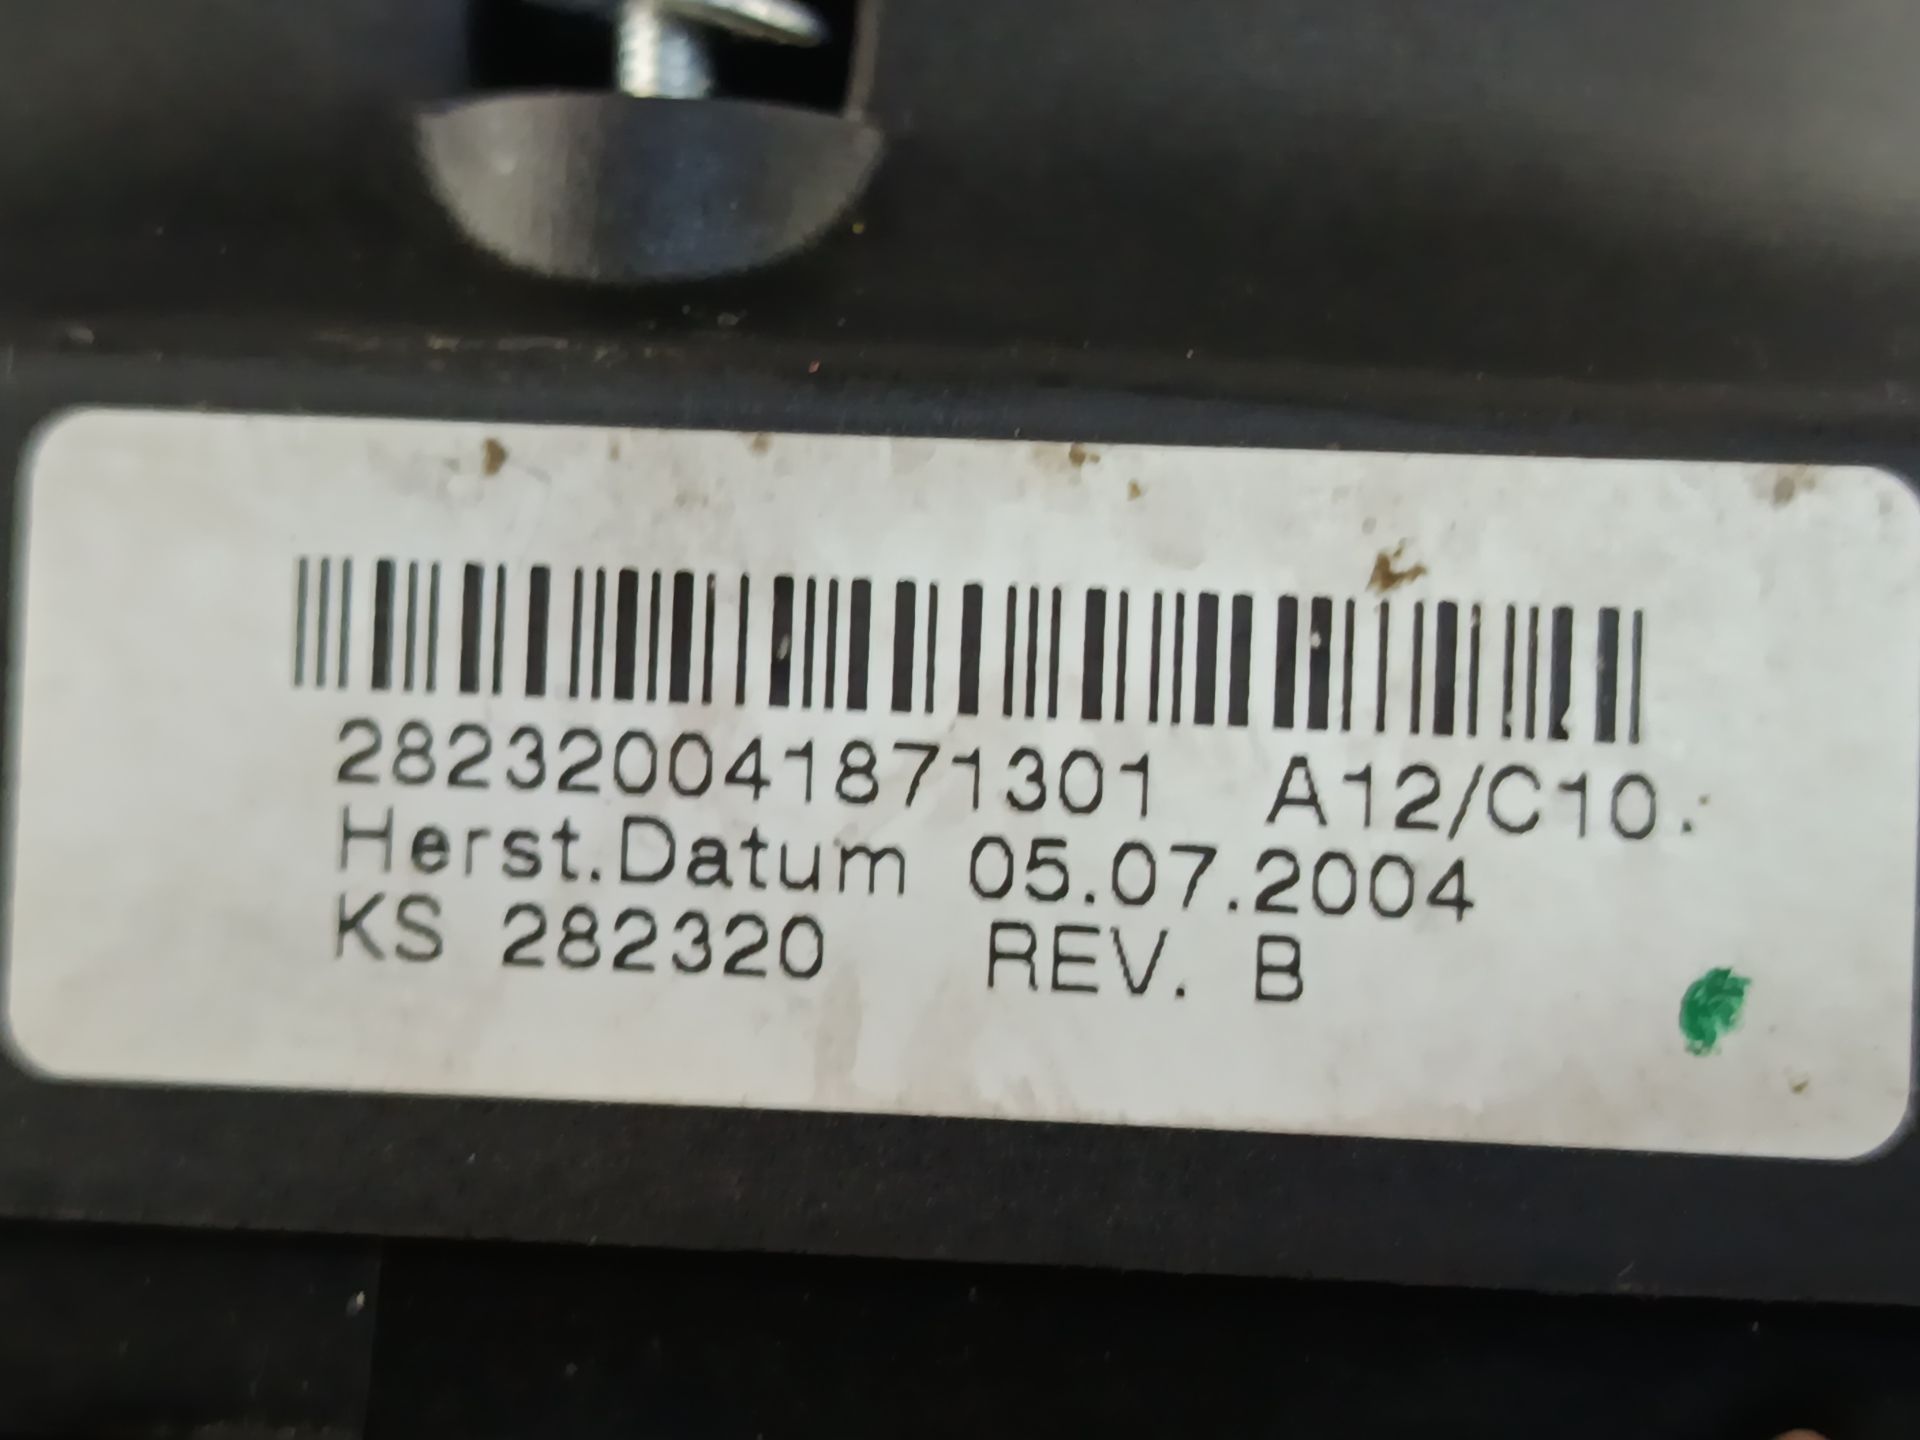 282320041871301 A12/C10.
Herst.Datum 05.07.2004
KS 282320 REV. B